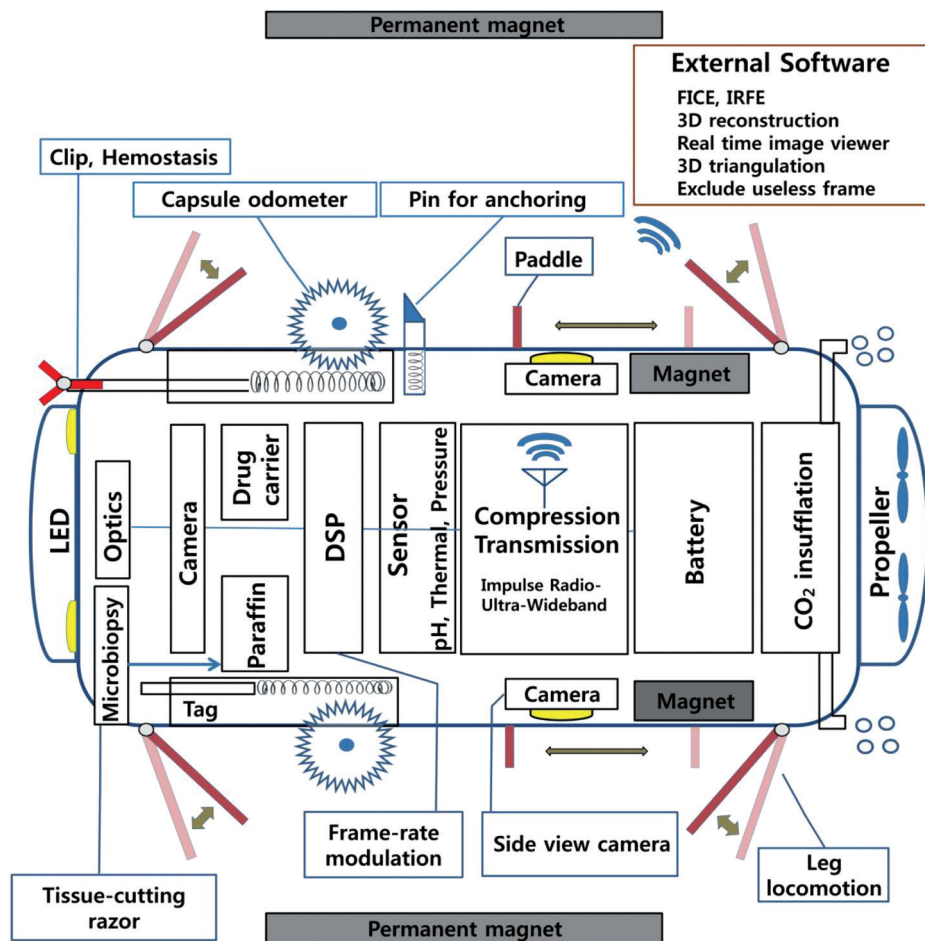 Permanent magnet
External Software
FICE, IRFE
3D reconstruction
Real time image viewer
3D triangulation
Exclude useless frame
Clip, Hemostasis
Capsule odometer
Pin for anchoring
Paddle
Camera
Magnet
LED
Optics
Camera
Drug
carrier
DSP
Sensor
pH, Thermal, Pressure
Compression
Transmission
Impulse Radio-
Ultra-Wideband
Battery
CO₂ insufflation
Propeller
Microbiopsy
Paraffin
Tag
Camera
Magnet
Frame-rate
modulation
Side view camera
Leg
locomotion
Tissue-cutting
razor
Permanent magnet